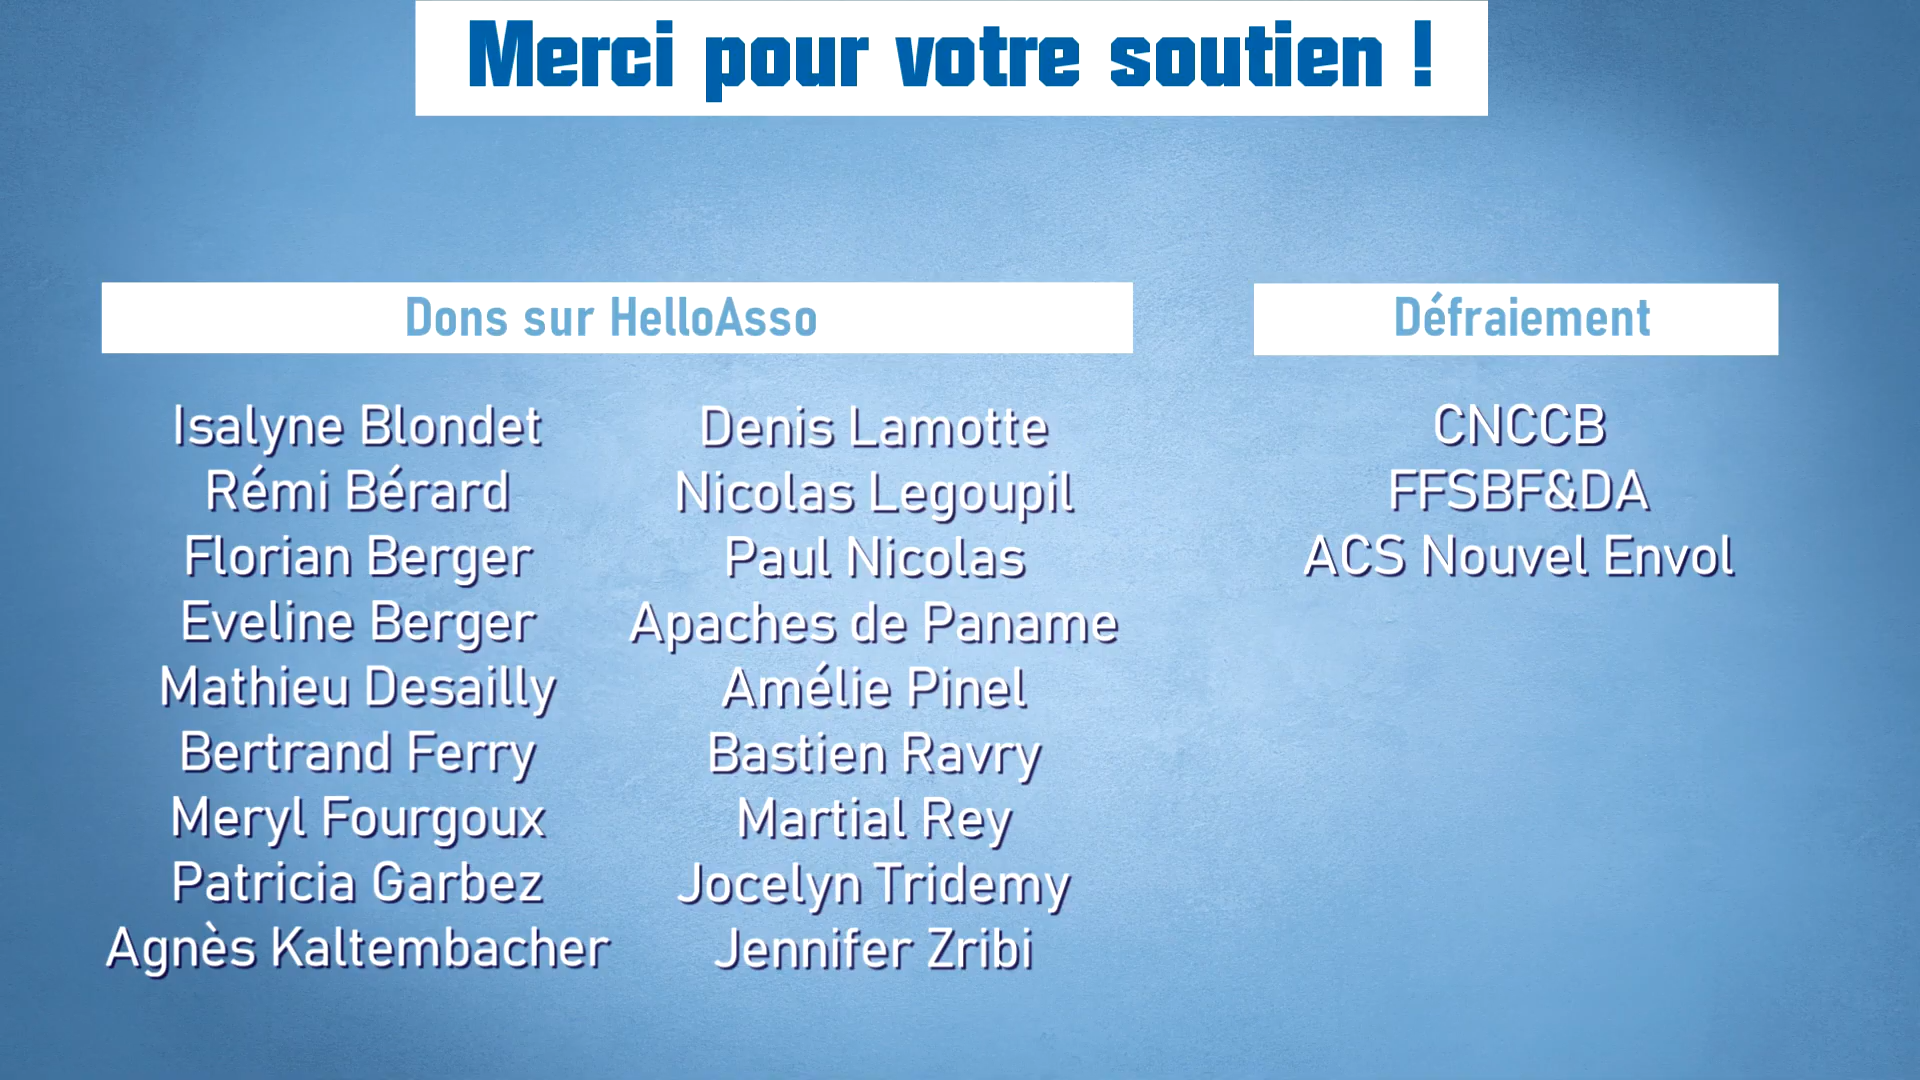 Merci pour votre soutien !
Dons sur HelloAsso
Isalyne Blondet
Rémi Bérard
Florian Berger
Eveline Berger
Mathieu Desailly
Bertrand Ferry
Meryl Fourgoux
Patricia Garbez
Agnès Kaltembacher
Denis Lamotte
Nicolas Legoupil
Paul Nicolas
Apaches de Paname
Amélie Pinel
Bastien Ravry
Martial Rey
Jocelyn Tridemy
Jennifer Zribi
Défraiement
CNCCB
FFSBF&DA
ACS Nouvel Envol